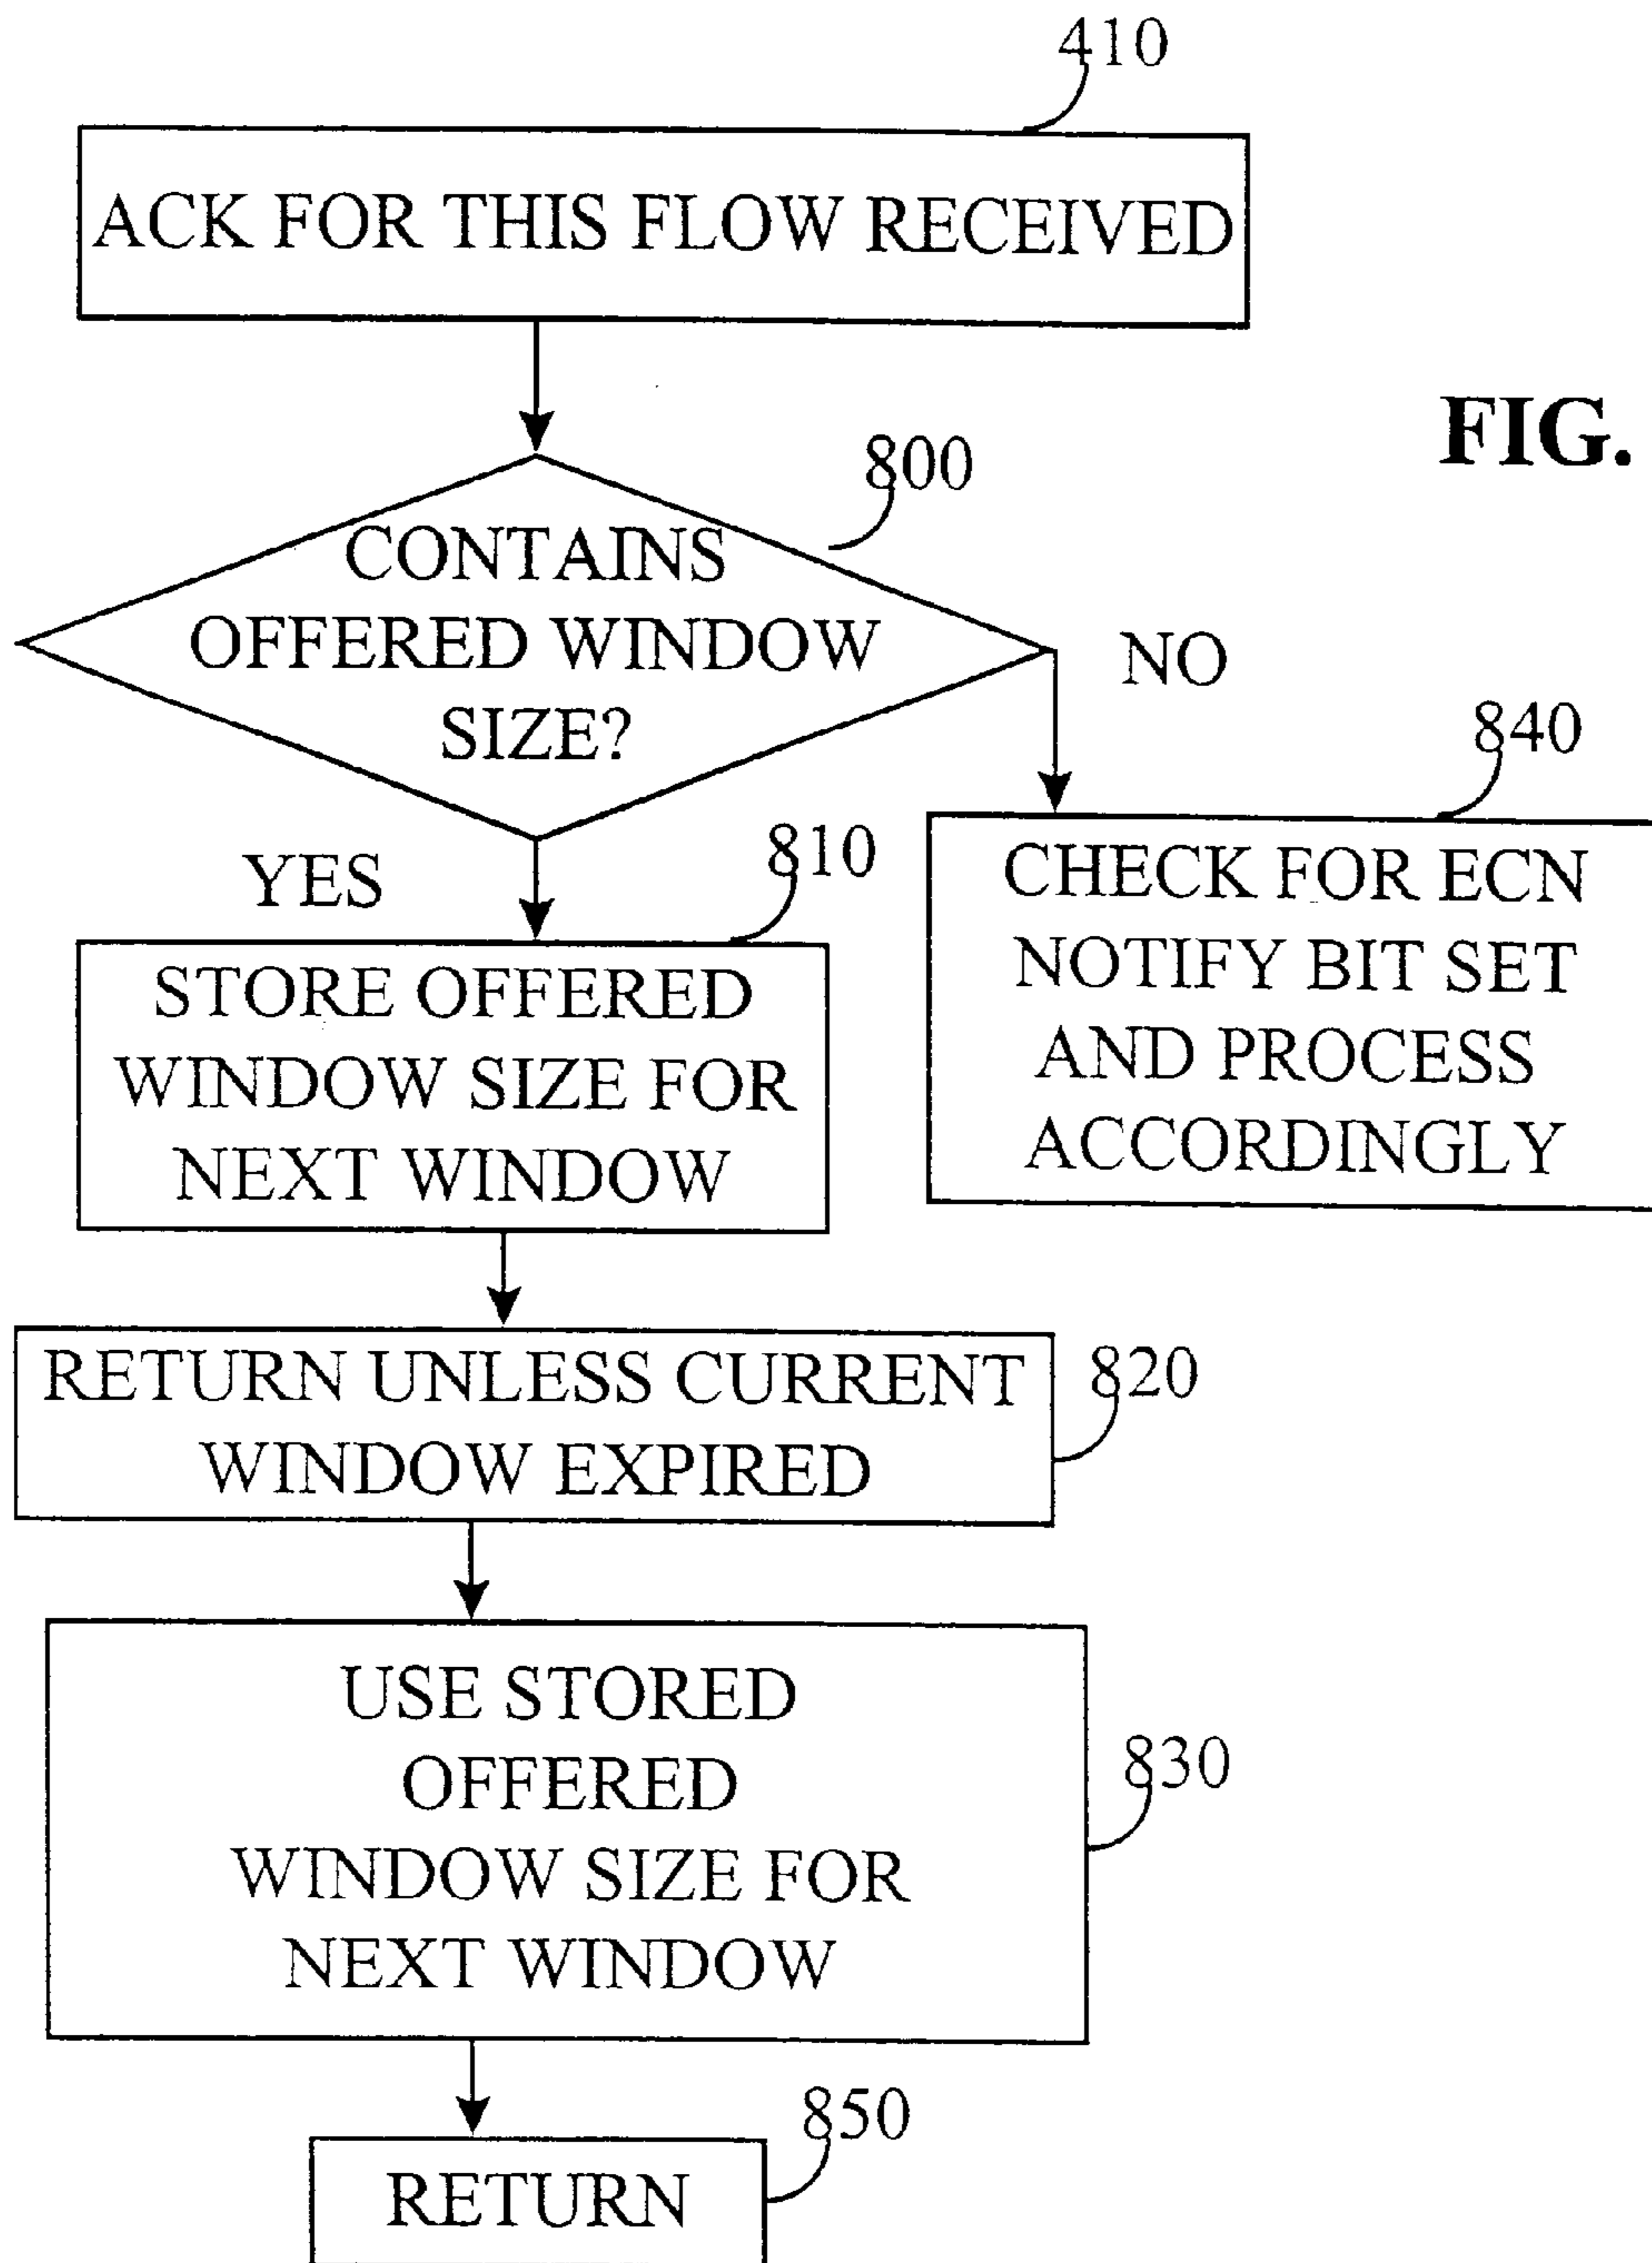 410
ACK FOR THIS FLOW RECEIVED
FIG.
800
CONTAINS
OFFERED WINDOW
SIZE?
NO
840
YES
810
CHECK FOR ECN
NOTIFY BIT SET
AND PROCESS
ACCORDINGLY
STORE OFFERED
WINDOW SIZE FOR
NEXT WINDOW
RETURN UNLESS CURRENT
WINDOW EXPIRED
820
USE STORED
OFFERED
WINDOW SIZE FOR
NEXT WINDOW
830
850
RETURN